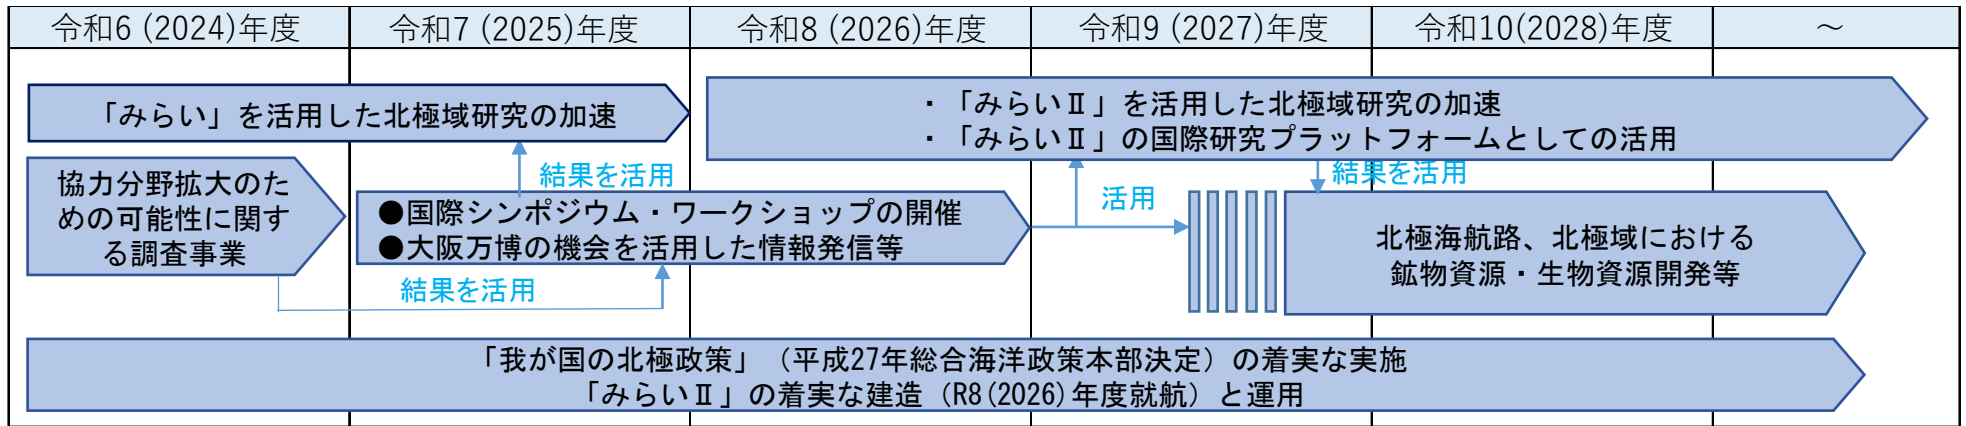 令和6 (2024)年度
令和7 (2025)年度
令和8 (2026)年度
令和9 (2027)年度
令和10(2028)年度
～
「みらい」を活用した北極域研究の加速
・「みらいⅡ」を活用した北極域研究の加速
・「みらいⅡ」の国際研究プラットフォームとしての活用
協力分野拡大のた
めの可能性に関す
る調査事業
結果を活用
●国際シンポジウム・ワークショップの開催
●大阪万博の機会を活用した情報発信等
結果を活用
活用
結果を活用
北極海航路、北極域における
鉱物資源・生物資源開発等
「我が国の北極政策」（平成27年総合海洋政策本部決定）の着実な実施
「みらいⅡ」の着実な建造（R8(2026)年度就航）と運用